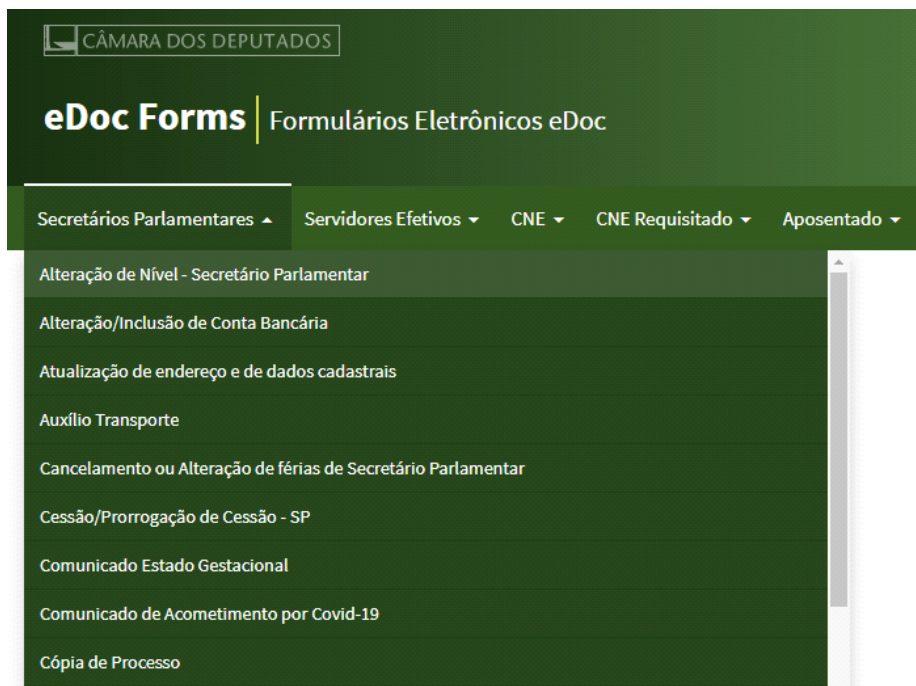 CÂMARA DOS DEPUTADOS
eDoc Forms | Formulários Eletrônicos eDoc
Secretários Parlamentares Servidores Efetivos CNE CNE Requisitado Aposentado
Alteração de Nível - Secretário Parlamentar
Alteração/Inclusão de Conta Bancária
Atualização de endereço e de dados cadastrais
Auxílio Transporte
Cancelamento ou Alteração de férias de Secretário Parlamentar
Cessão/Prorrogação de Cessão - SP
Comunicado Estado Gestacional
Comunicado de Acometimento por Covid-19
Cópia de Processo